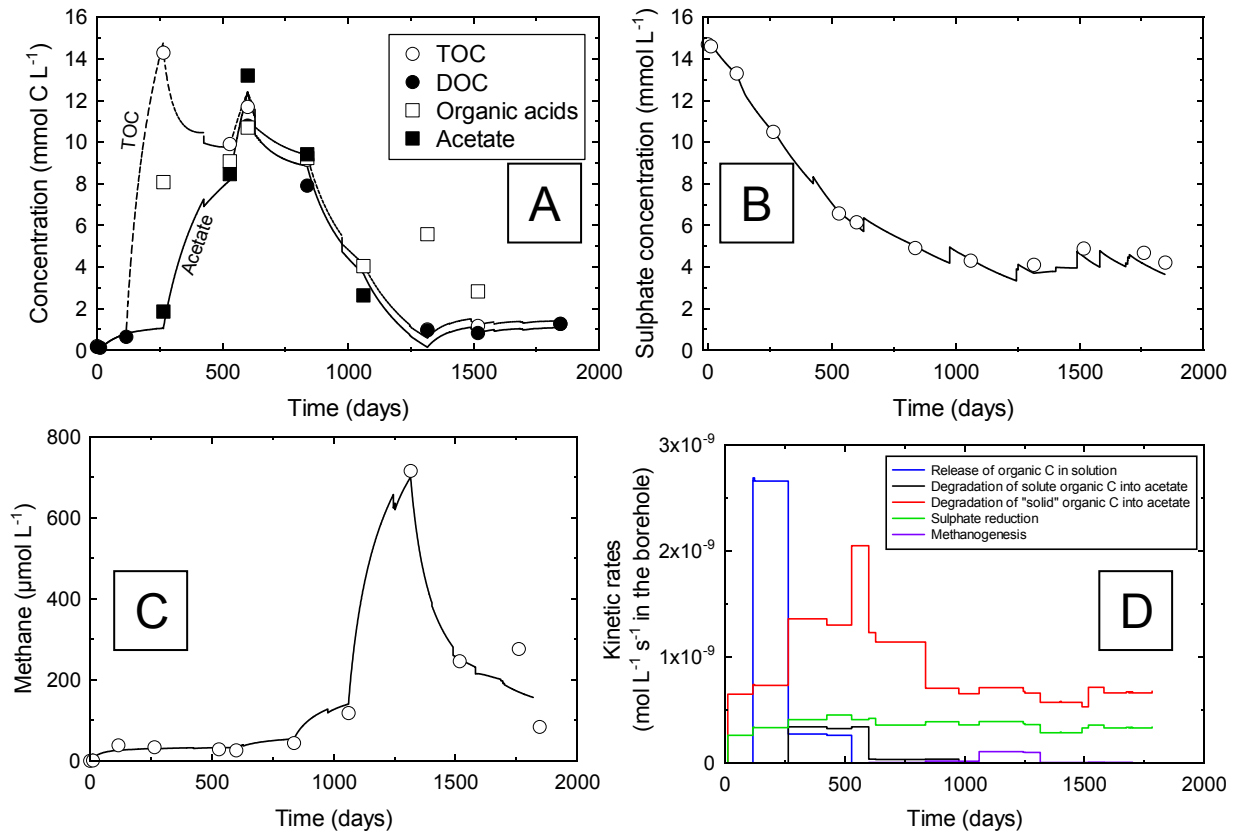 16
14
12
10
8
6
4
2
0
Concentration (mmol C L-1)
TOC
Acetate
TOC
DOC
Organic acids
Acetate
A
0 500 1000 1500 2000
Time (days)
16
14
12
10
8
6
4
2
0
Sulphate concentration (mmol L-1)
B
0 500 1000 1500 2000
Time (days)
800
600
400
200
0
Methane (µmol L-1)
C
0 500 1000 1500 2000
Time (days)
3x10-9
2x10-9
1x10-9
0
Kinetic rates
(mol L-1 s-1 in the borehole)
Release of organic C in solution
Degradation of solute organic C into acetate
Degradation of "solid" organic C into acetate
Sulphate reduction
Methanogenesis
D
0 500 1000 1500 2000
Time (days)